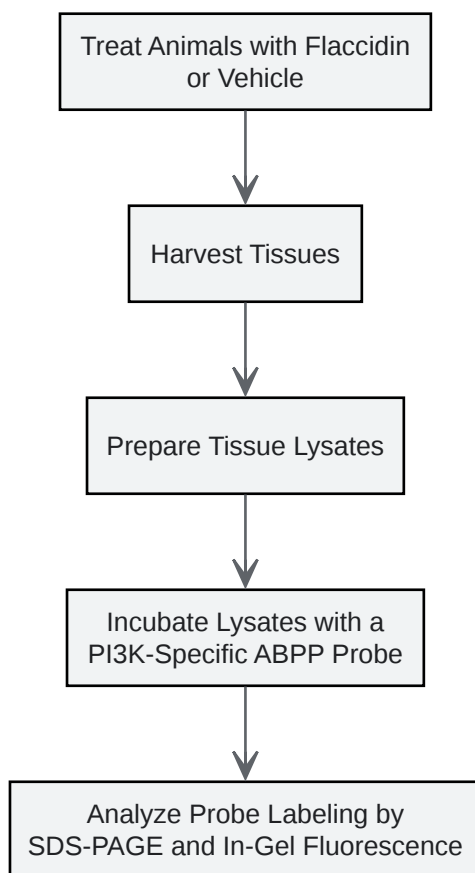 Treat Animals with Flaccidin
or Vehicle
Harvest Tissues
Prepare Tissue Lysates
Incubate Lysates with a
PI3K-Specific ABPP Probe
Analyze Probe Labeling by
SDS-PAGE and In-Gel Fluorescence